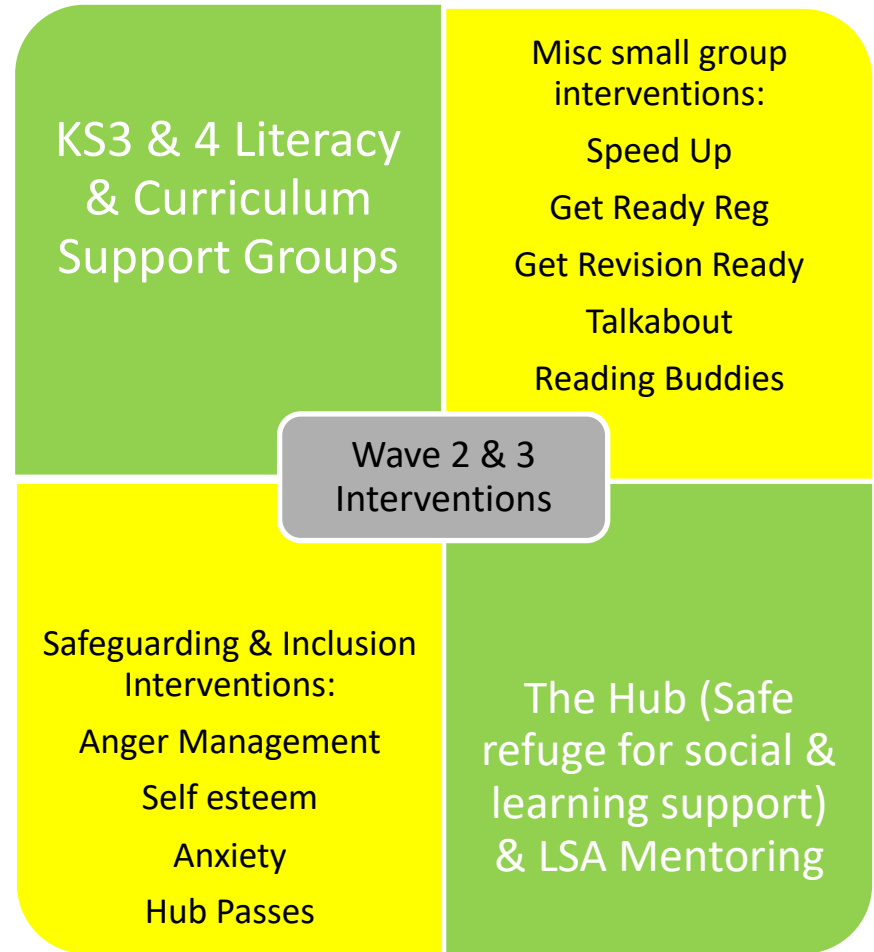 KS3 & 4 Literacy
& Curriculum
Support Groups
Misc small group
interventions:
Speed Up
Get Ready Reg
Get Revision Ready
Talkabout
Reading Buddies
Wave 2 & 3
Interventions
Safeguarding & Inclusion
Interventions:
Anger Management
Self esteem
Anxiety
Hub Passes
The Hub (Safe
refuge for social &
learning support)
& LSA Mentoring